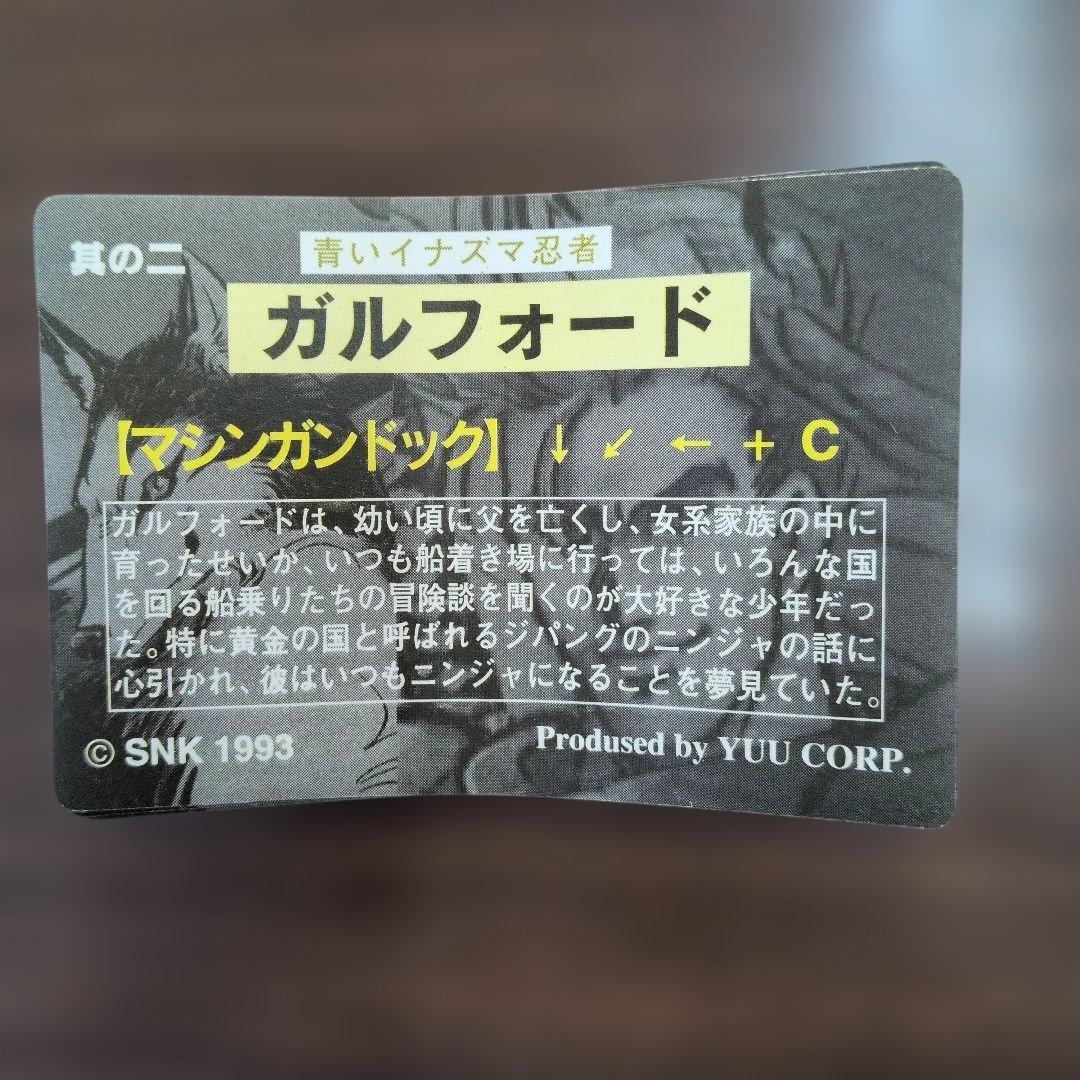 其の二
青いイナズマ忍者
ガルフォード
【マシンガンドック】 ↓ ↙ ← + C
ガルフォードは、幼い頃に父を亡くし、女系家族の中に
育ったせいか、いつも船着き場に行っては、いろんな国
を回る船乗りたちの冒険談を聞くのが大好きな少年だっ
た。特に黄金の国と呼ばれるジパングのニンジャの話に
心引かれ、彼はいつもニンジャになることを夢見ていた。
© SNK 1993
Prodused by YUU CORP.